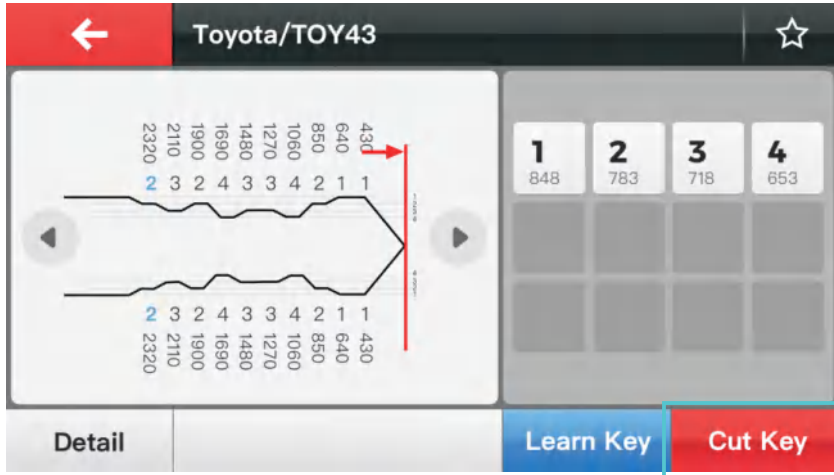 Toyota/TOY43
2320 2110 1900 1690 1480 1270 1060 850 640 430
2 3 2 4 3 3 4 2 1 1
2 3 2 4 3 3 4 2 1 1
2320 2110 1900 1690 1480 1270 1060 850 640 430
1 2 3 4
848 783 718 653
Detail
Learn Key
Cut Key